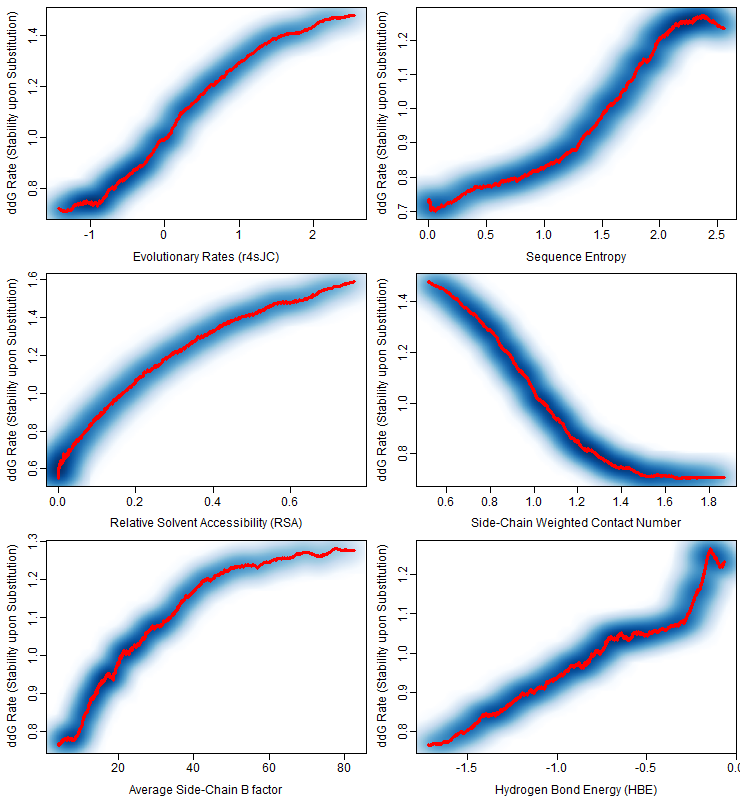 ddG Rate (Stability upon Substitution)
0.8 1.0 1.2 1.4
-1 0 1 2
Evolutionary Rates (r4sJC)
ddG Rate (Stability upon Substitution)
0.7 0.8 0.9 1.0 1.1 1.2
0.0 0.5 1.0 1.5 2.0 2.5
Sequence Entropy
ddG Rate (Stability upon Substitution)
0.6 0.8 1.0 1.2 1.4 1.6
0.0 0.2 0.4 0.6
Relative Solvent Accessibility (RSA)
ddG Rate (Stability upon Substitution)
0.8 1.0 1.2 1.4
0.6 0.8 1.0 1.2 1.4 1.6 1.8
Side-Chain Weighted Contact Number
ddG Rate (Stability upon Substitution)
0.8 0.9 1.0 1.1 1.2 1.3
20 40 60 80
Average Side-Chain B factor
ddG Rate (Stability upon Substitution)
0.8 0.9 1.0 1.1 1.2
-1.5 -1.0 -0.5 0.0
Hydrogen Bond Energy (HBE)